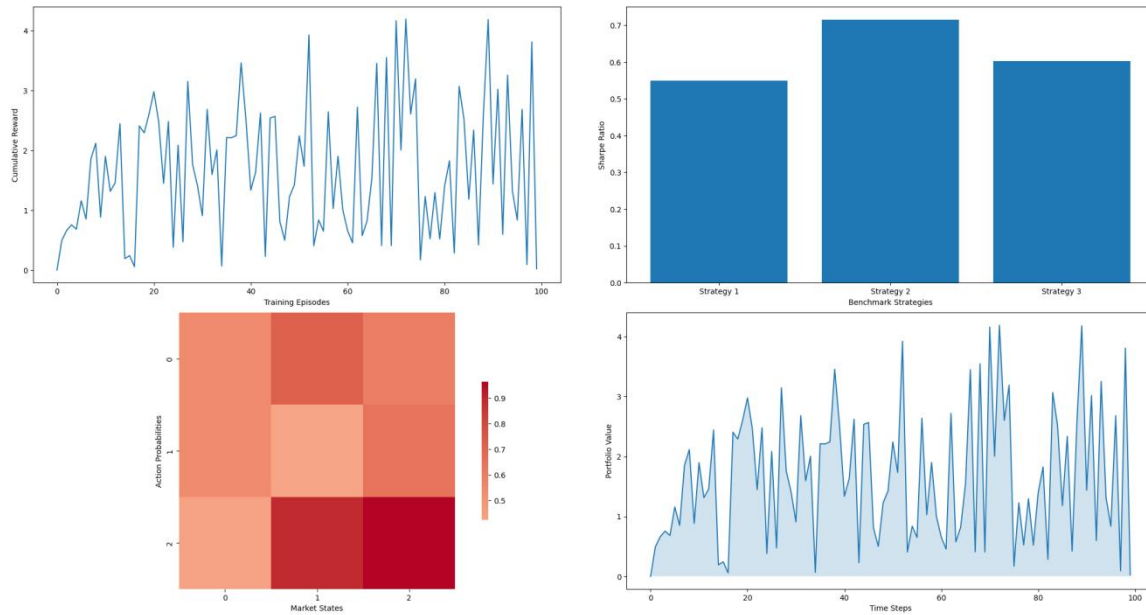 4
3
2
1
0
Cumulative Reward
0 20 40 60 80 100
Training Episodes
0.7
0.6
0.5
0.4
0.3
0.2
0.1
0.0
Sharpe Ratio
Strategy 1 Strategy 2 Strategy 3
Benchmark Strategies
0
1
2
Action Probabilities
0 1 2
Market States
0.9
0.8
0.7
0.6
0.5
4
3
2
1
0
Portfolio Value
0 20 40 60 80 100
Time Steps